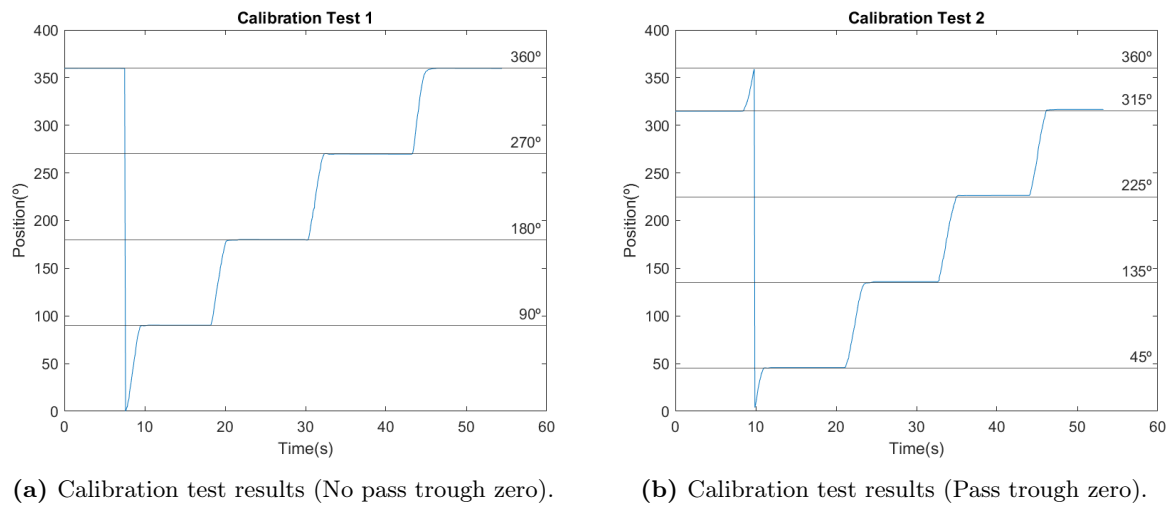 Calibration Test 1
400
350
300
250
200
150
100
50
0
Position(º)
360º
270º
180º
90º
0 10 20 30 40 50 60
Time(s)
(a) Calibration test results (No pass trough zero).
Calibration Test 2
400
350
300
250
200
150
100
50
0
Position(º)
360º
315º
225º
135º
45º
0 10 20 30 40 50 60
Time(s)
(b) Calibration test results (Pass trough zero).